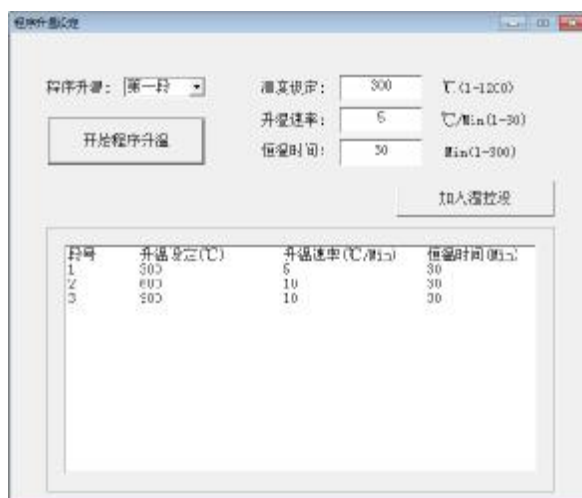 程序升温设定
程序升温: 第一段 温度设定: 300 ℃(1-1200)
升温速率: 5 ℃/Min(1-30)
开始程序升温
恒温时间: 30 Min(1-300)
加入温控段
段号 升温设定(℃) 升温速率(℃/Min) 恒温时间(Min)
1 300 5 30
2 600 10 30
3 900 10 30